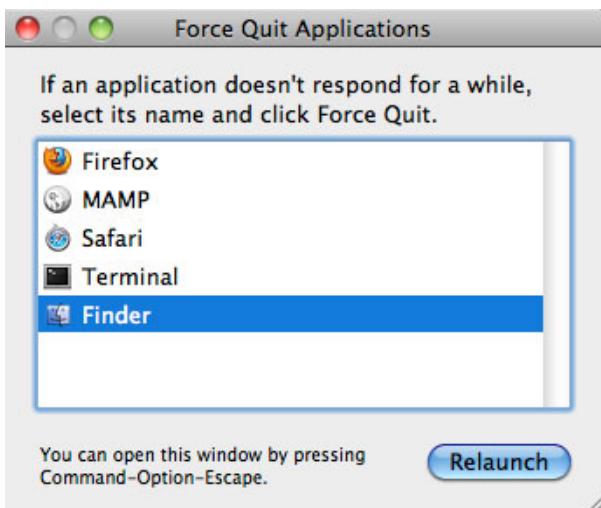 Force Quit Applications
If an application doesn't respond for a while,
select its name and click Force Quit.
Firefox
MAMP
Safari
Terminal
Finder
You can open this window by pressing
Command-Option-Escape.
Relaunch